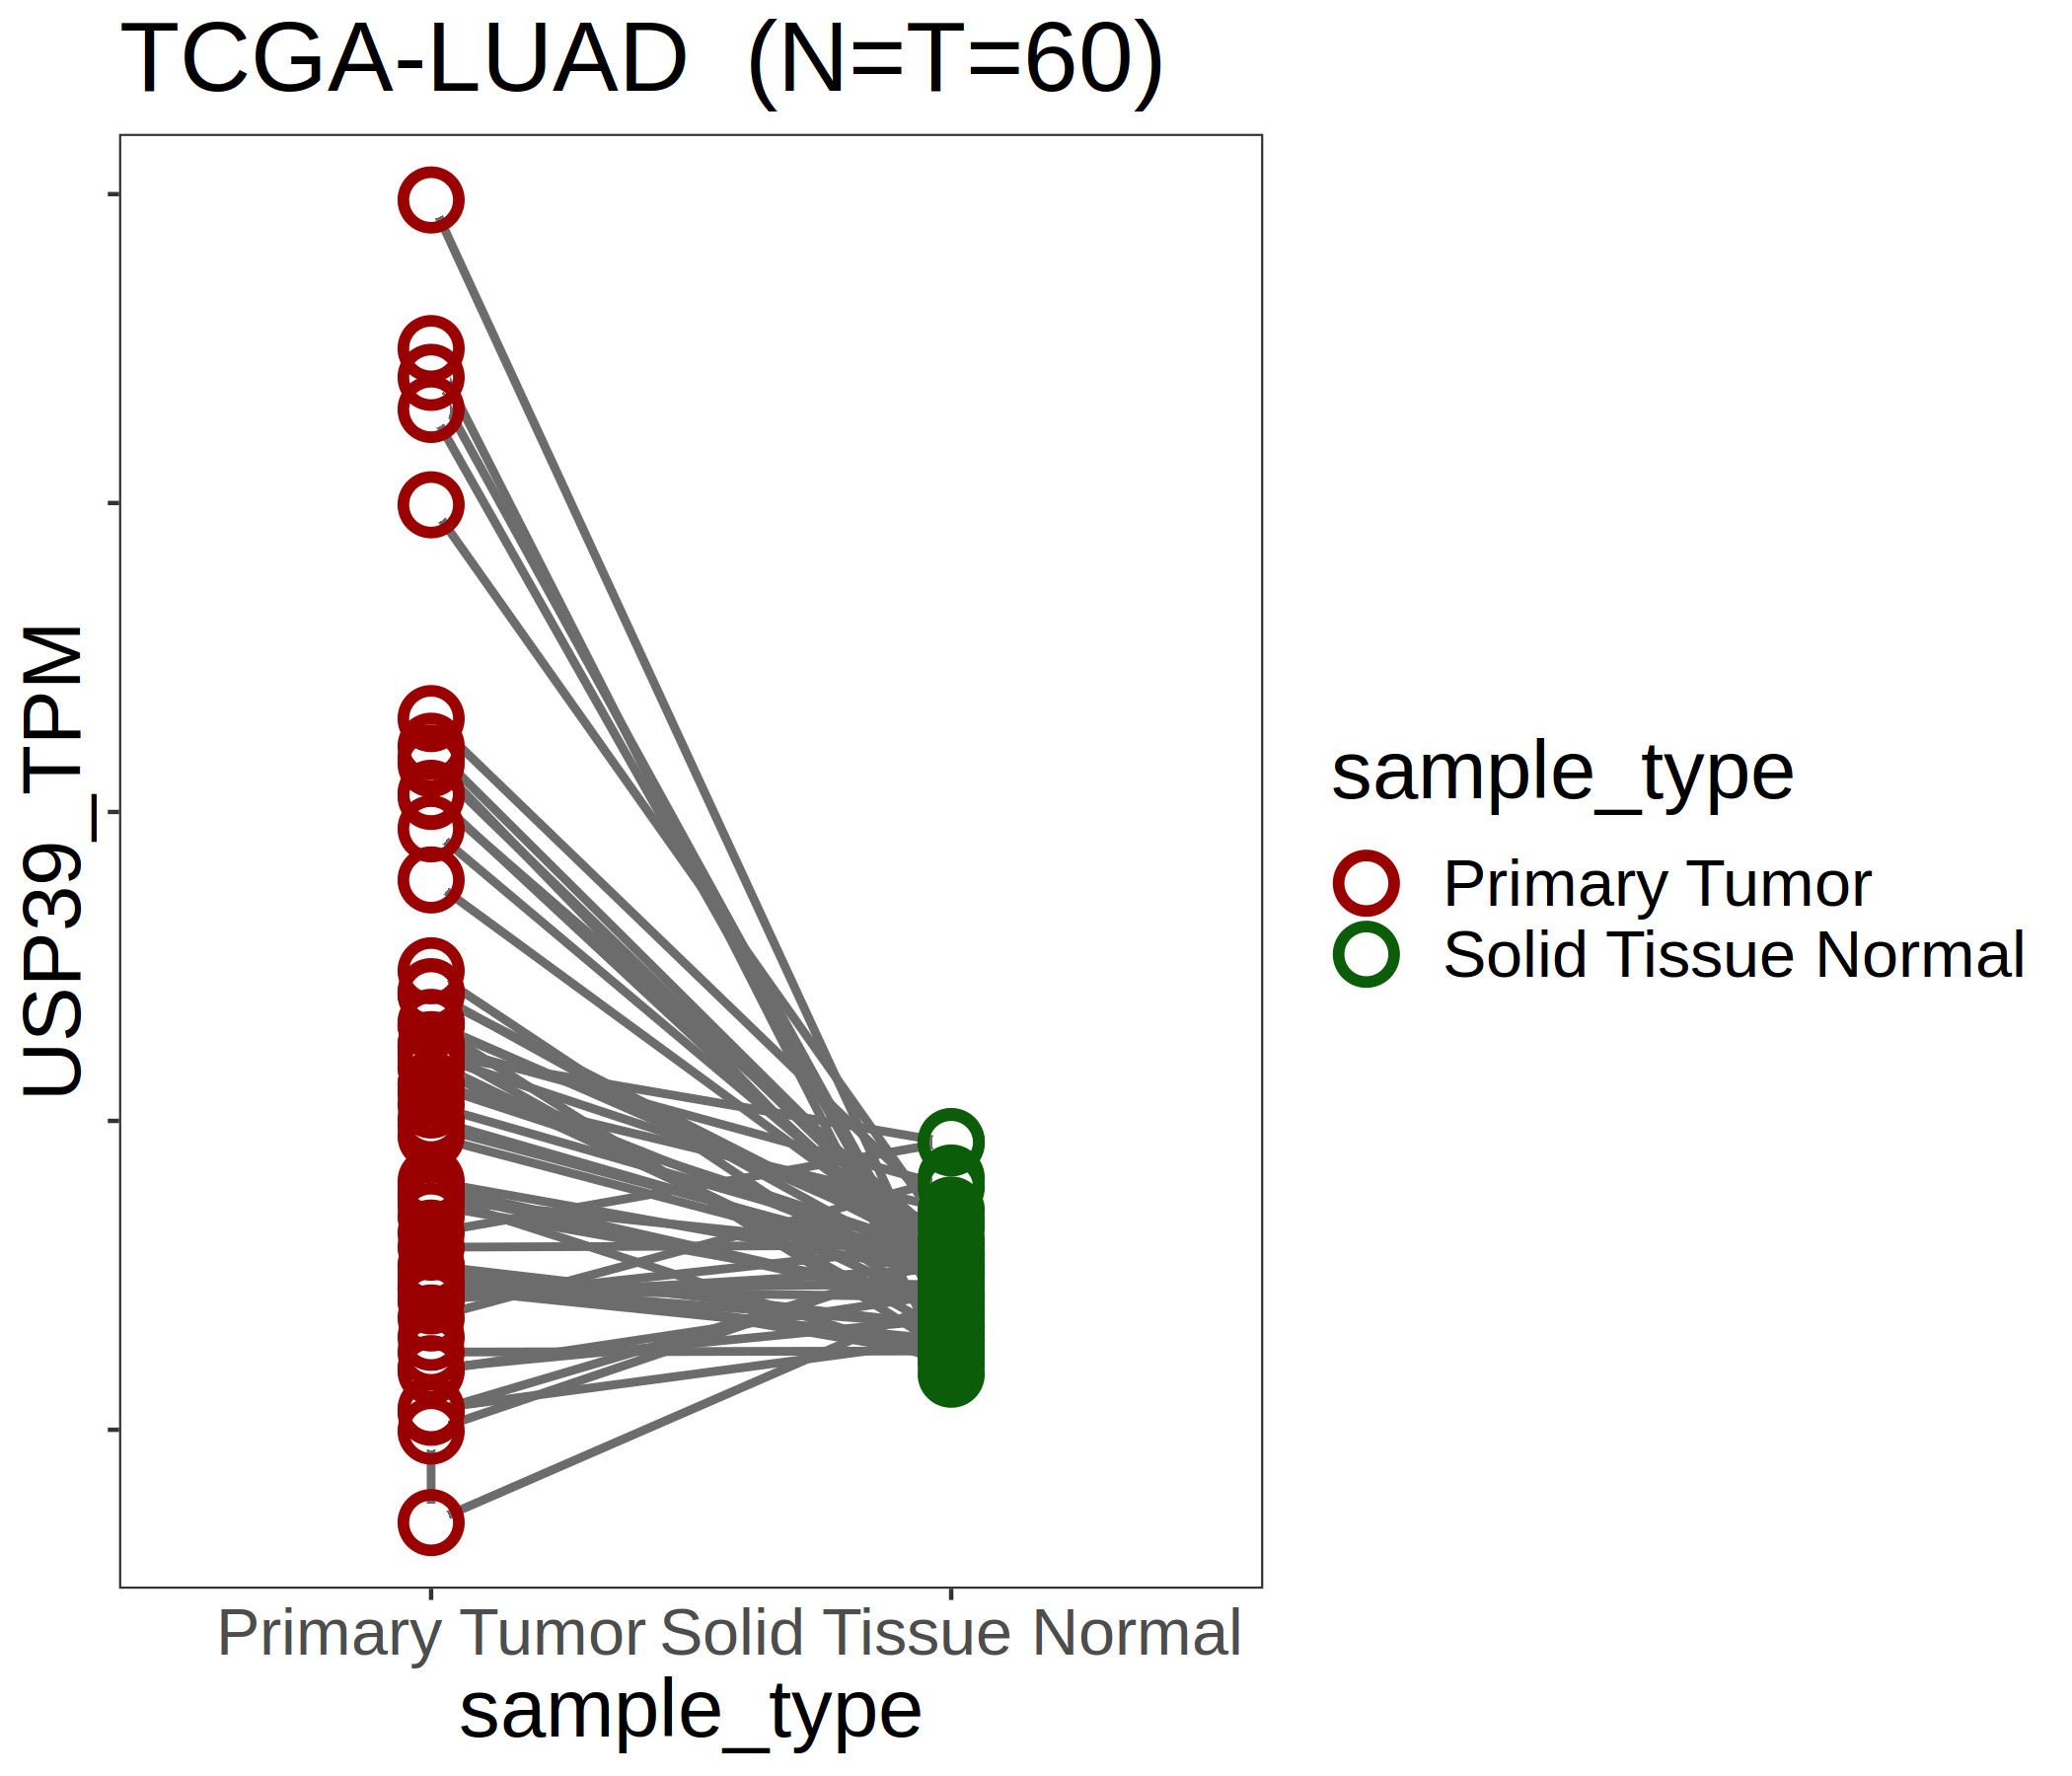 TCGA-LUAD  (N=T=60)
USP39_TPM
Primary Tumor Solid Tissue Normal
sample_type
sample_type
Primary Tumor
Solid Tissue Normal